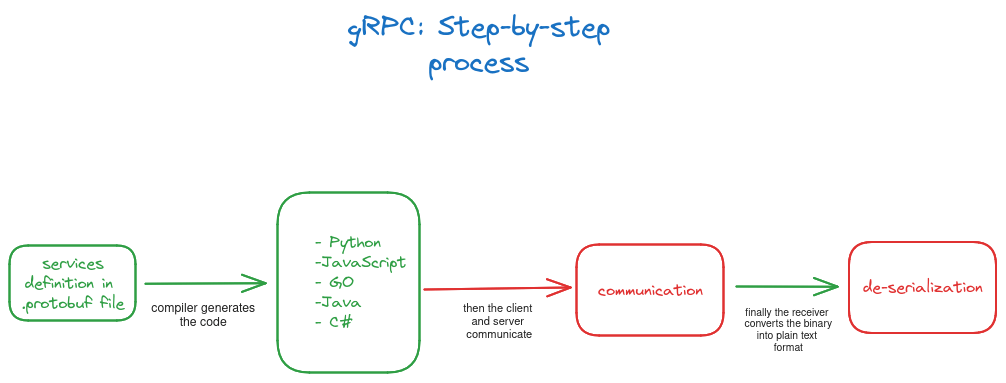 gRPC: Step-by-step
process
services
definition in
.protobuf file
compiler generates
the code
- Python
-JavaScript
- GO
-Java
- C#
then the client
and server
communicate
communication
finally the receiver
converts the binary
into plain text
format
de-serialization